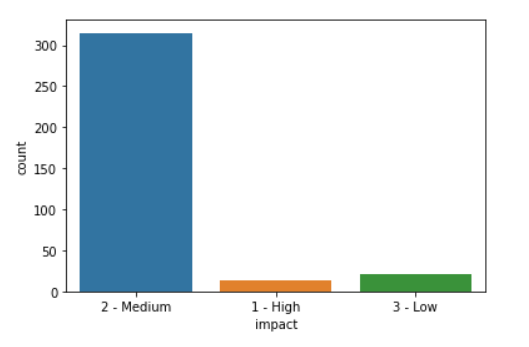 300
250
200
150
100
50
0
count
2 - Medium
1 - High
3 - Low
impact